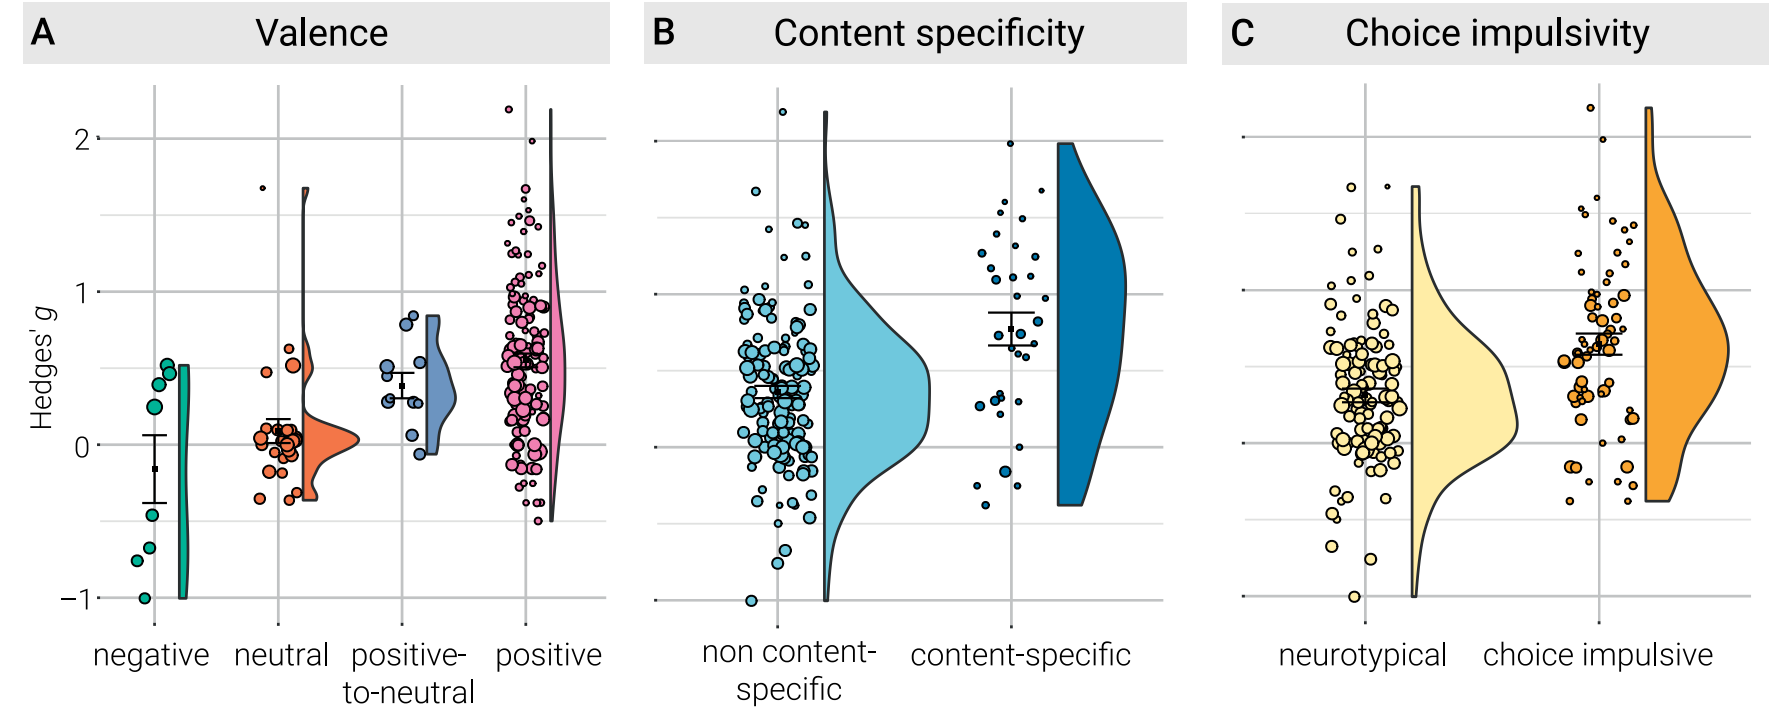 A Valence
B Content specificity
C Choice impulsivity
Hedges' g
2
1
0
−1
negative neutral positive-
to-neutral positive
non content-
specific content-specific
neurotypical choice impulsive